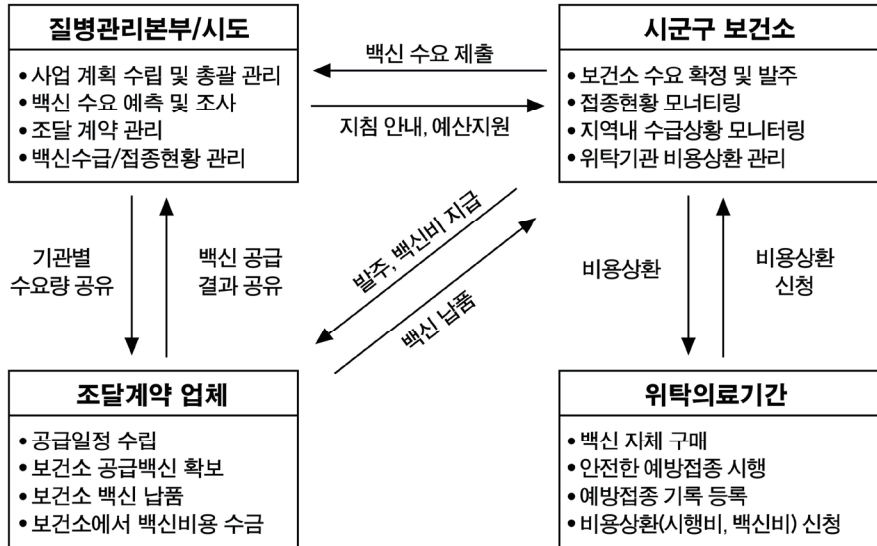 질병관리본부/시도
• 사업 계획 수립 및 총괄 관리
• 백신 수요 예측 및 조사
• 조달 계약 관리
• 백신수급/접종현황 관리
백신 수요 제출
지침 안내, 예산지원
시군구 보건소
• 보건소 수요 확정 및 발주
• 접종현황 모너티링
• 지역내 수급상황 모니터링
• 위탁기관 비용상환 관리
기관별
수요량 공유
백신 공급
결과 공유
발주, 백신비 지급
백신 납품
비용상환
비용상환
신청
조달계약 업체
• 공급일정 수립
• 보건소 공급백신 확보
• 보건소 백신 납품
• 보건소에서 백신비용 수금
위탁의료기간
• 백신 자체 구매
• 안전한 예방접종 시행
• 예방접종 기록 등록
• 비용상환(시행비, 백신비) 신청